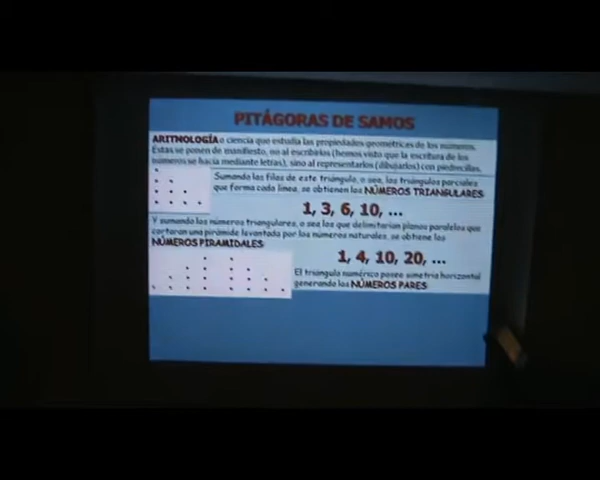 PITÁGORAS DE SAMOS
ARITMOLOGÍA o ciencia que estudia las propiedades geométricas de los números.
Éstas se ponen de manifiesto, no al escribirlos (hemos visto que la escritura de los
números se hacía mediante letras), sino al representarlos (dibujarlos) con piedrecillas.
Sumando las filas de este triángulo, o sea, los triángulos parciales
que forma cada línea, se obtienen los NÚMEROS TRIANGULARES:
1, 3, 6, 10, ...
Y sumando los números triangulares, o sea los que delimitarían planos paralelos que
cortaran una pirámide levantada por los números naturales, se obtiene los
NÚMEROS PIRAMIDALES:
1, 4, 10, 20, ...
El triángulo numérico posee simetría horizontal
generando los NÚMEROS PARES: